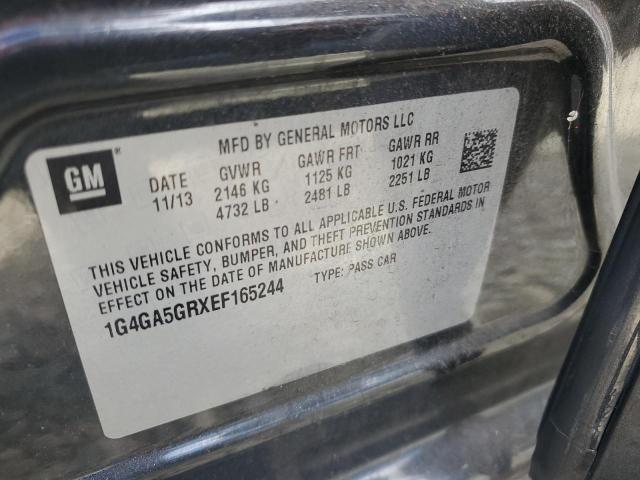 MFD BY GENERAL MOTORS LLC
GM
DATE GVWR GAWR FRT GAWR RR
11/13 2146 KG 1125 KG 1021 KG
4732 LB 2481 LB 2251 LB
THIS VEHICLE CONFORMS TO ALL APPLICABLE U.S. FEDERAL MOTOR
VEHICLE SAFETY, BUMPER, AND THEFT PREVENTION STANDARDS IN
EFFECT ON THE DATE OF MANUFACTURE SHOWN ABOVE.
1G4GA5GRXEF165244 TYPE: PASS CAR